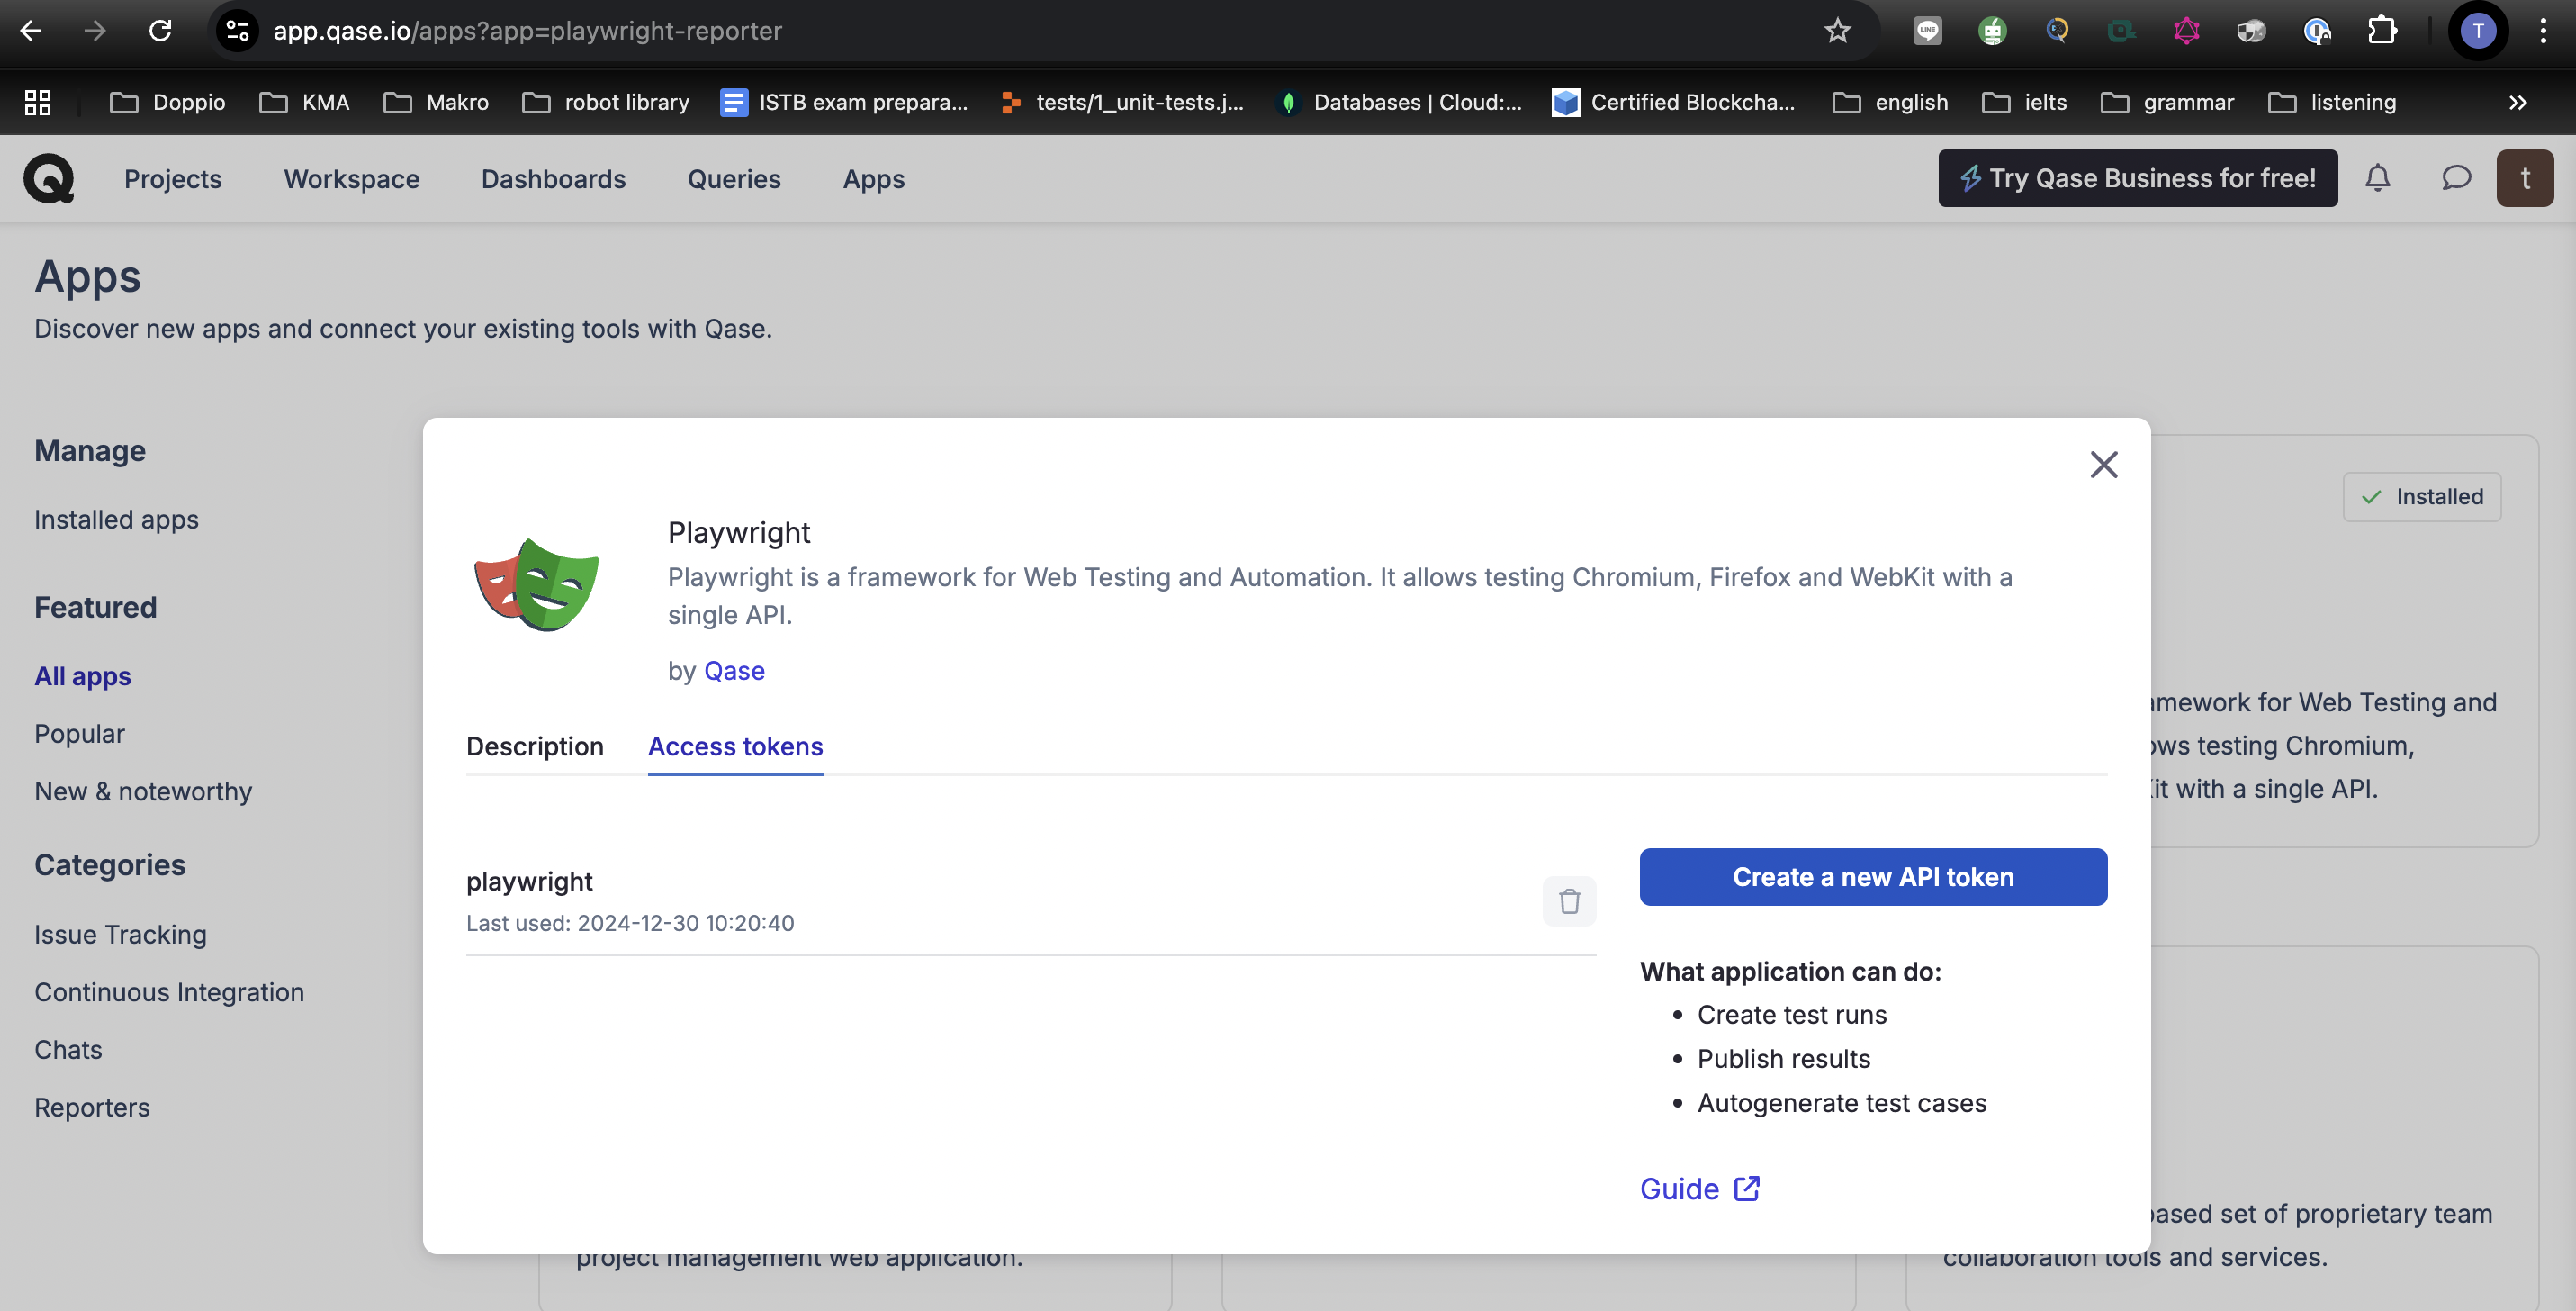 app.qase.io/apps?app=playwright-reporter
T
Doppio KMA Makro robot library ISTB exam prepara... tests/1_unit-tests.j... Databases | Cloud:... Certified Blockcha... english ielts grammar listening
Projects Workspace Dashboards Queries Apps Try Qase Business for free! t
Apps
Discover new apps and connect your existing tools with Qase.
Manage
Installed apps
Featured
All apps
Popular
New & noteworthy
Categories
Issue Tracking
Continuous Integration
Chats
Reporters
Playwright
Playwright is a framework for Web Testing and Automation. It allows testing Chromium, Firefox and WebKit with a
single API.
by Qase
Description Access tokens
playwright
Last used: 2024-12-30 10:20:40
Create a new API token
What application can do:
• Create test runs
• Publish results
• Autogenerate test cases
Guide
Installed
amework for Web Testing and
ows testing Chromium,
it with a single API.
project management web application.
based set of proprietary team
collaboration tools and services.